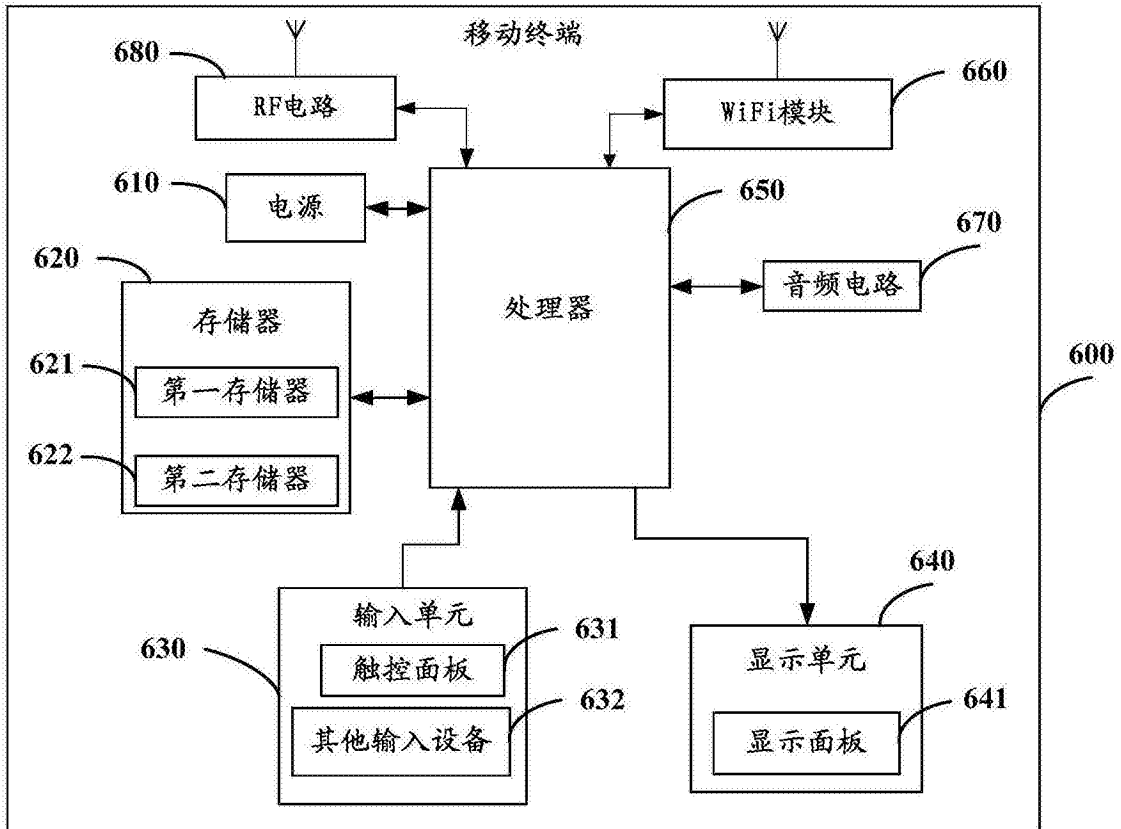 移动终端
680
RF电路
660
WiFi模块
610
电源
650
处理器
670
音频电路
620
存储器
621
第一存储器
622
第二存储器
600
630
输入单元
631
触控面板
632
其他输入设备
640
显示单元
641
显示面板